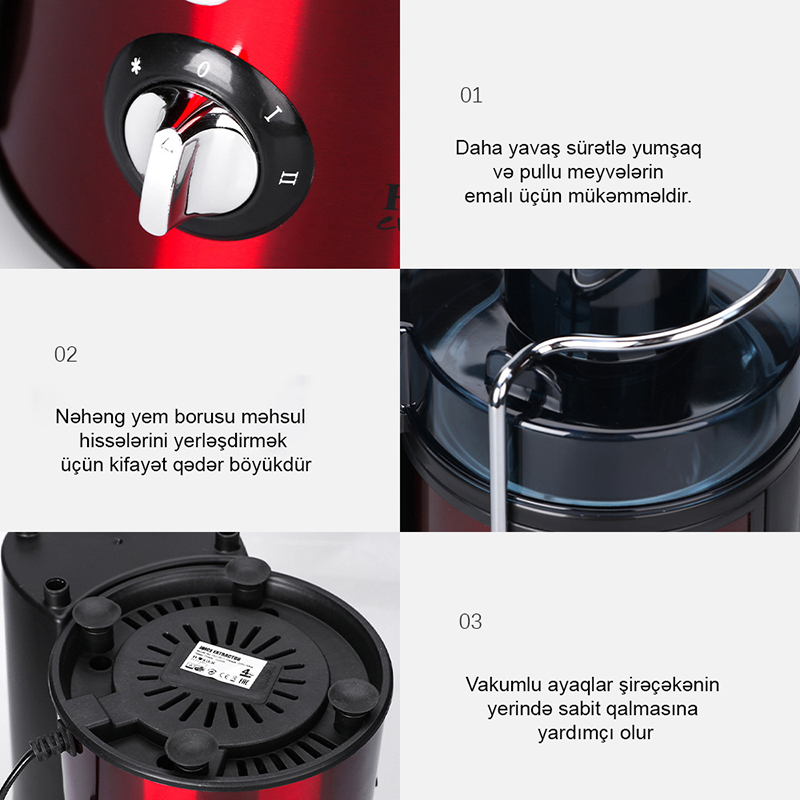 * O I II
01
Daha yavaş sürətlə yumşaq
və pullu meyvələrin
emalı üçün mükəmməldir.
02
Nəhəng yem borusu məhsul
hissələrini yerləşdirmək
üçün kifayət qədər böyükdür
JUICE EXTRACTOR
03
Vakumlu ayaqlar şirəçəkənin
yerində sabit qalmasına
yardımçı olur